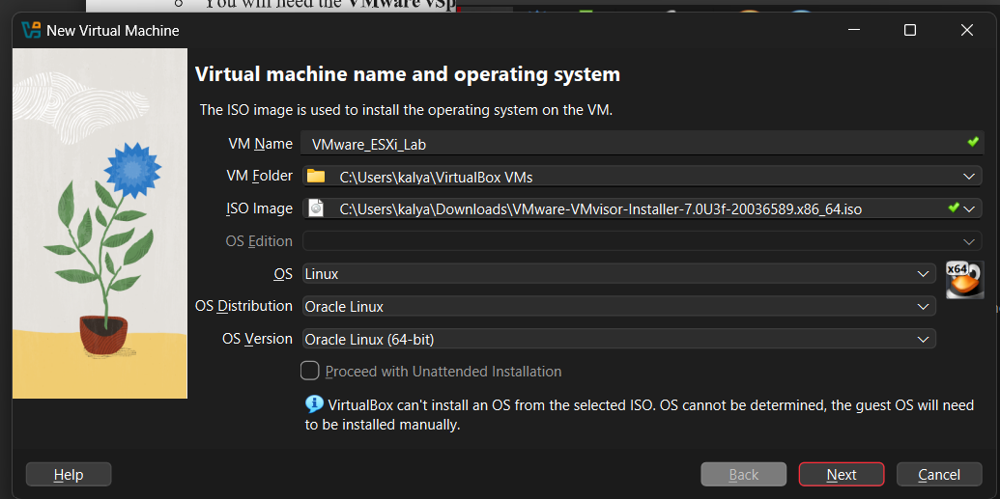 You will need the VMware vSp
New Virtual Machine
Virtual machine name and operating system
The ISO image is used to install the operating system on the VM.
VM Name VMware_ESXi_Lab
VM Folder C:\Users\kalya\VirtualBox VMs
ISO Image C:\Users\kalya\Downloads\VMware-VMvisor-Installer-7.0U3f-20036589.x86_64.iso
OS Edition
OS Linux
x64
OS Distribution Oracle Linux
OS Version Oracle Linux (64-bit)
Proceed with Unattended Installation
VirtualBox can't install an OS from the selected ISO. OS cannot be determined, the guest OS will need
to be installed manually.
Help Back Next Cancel